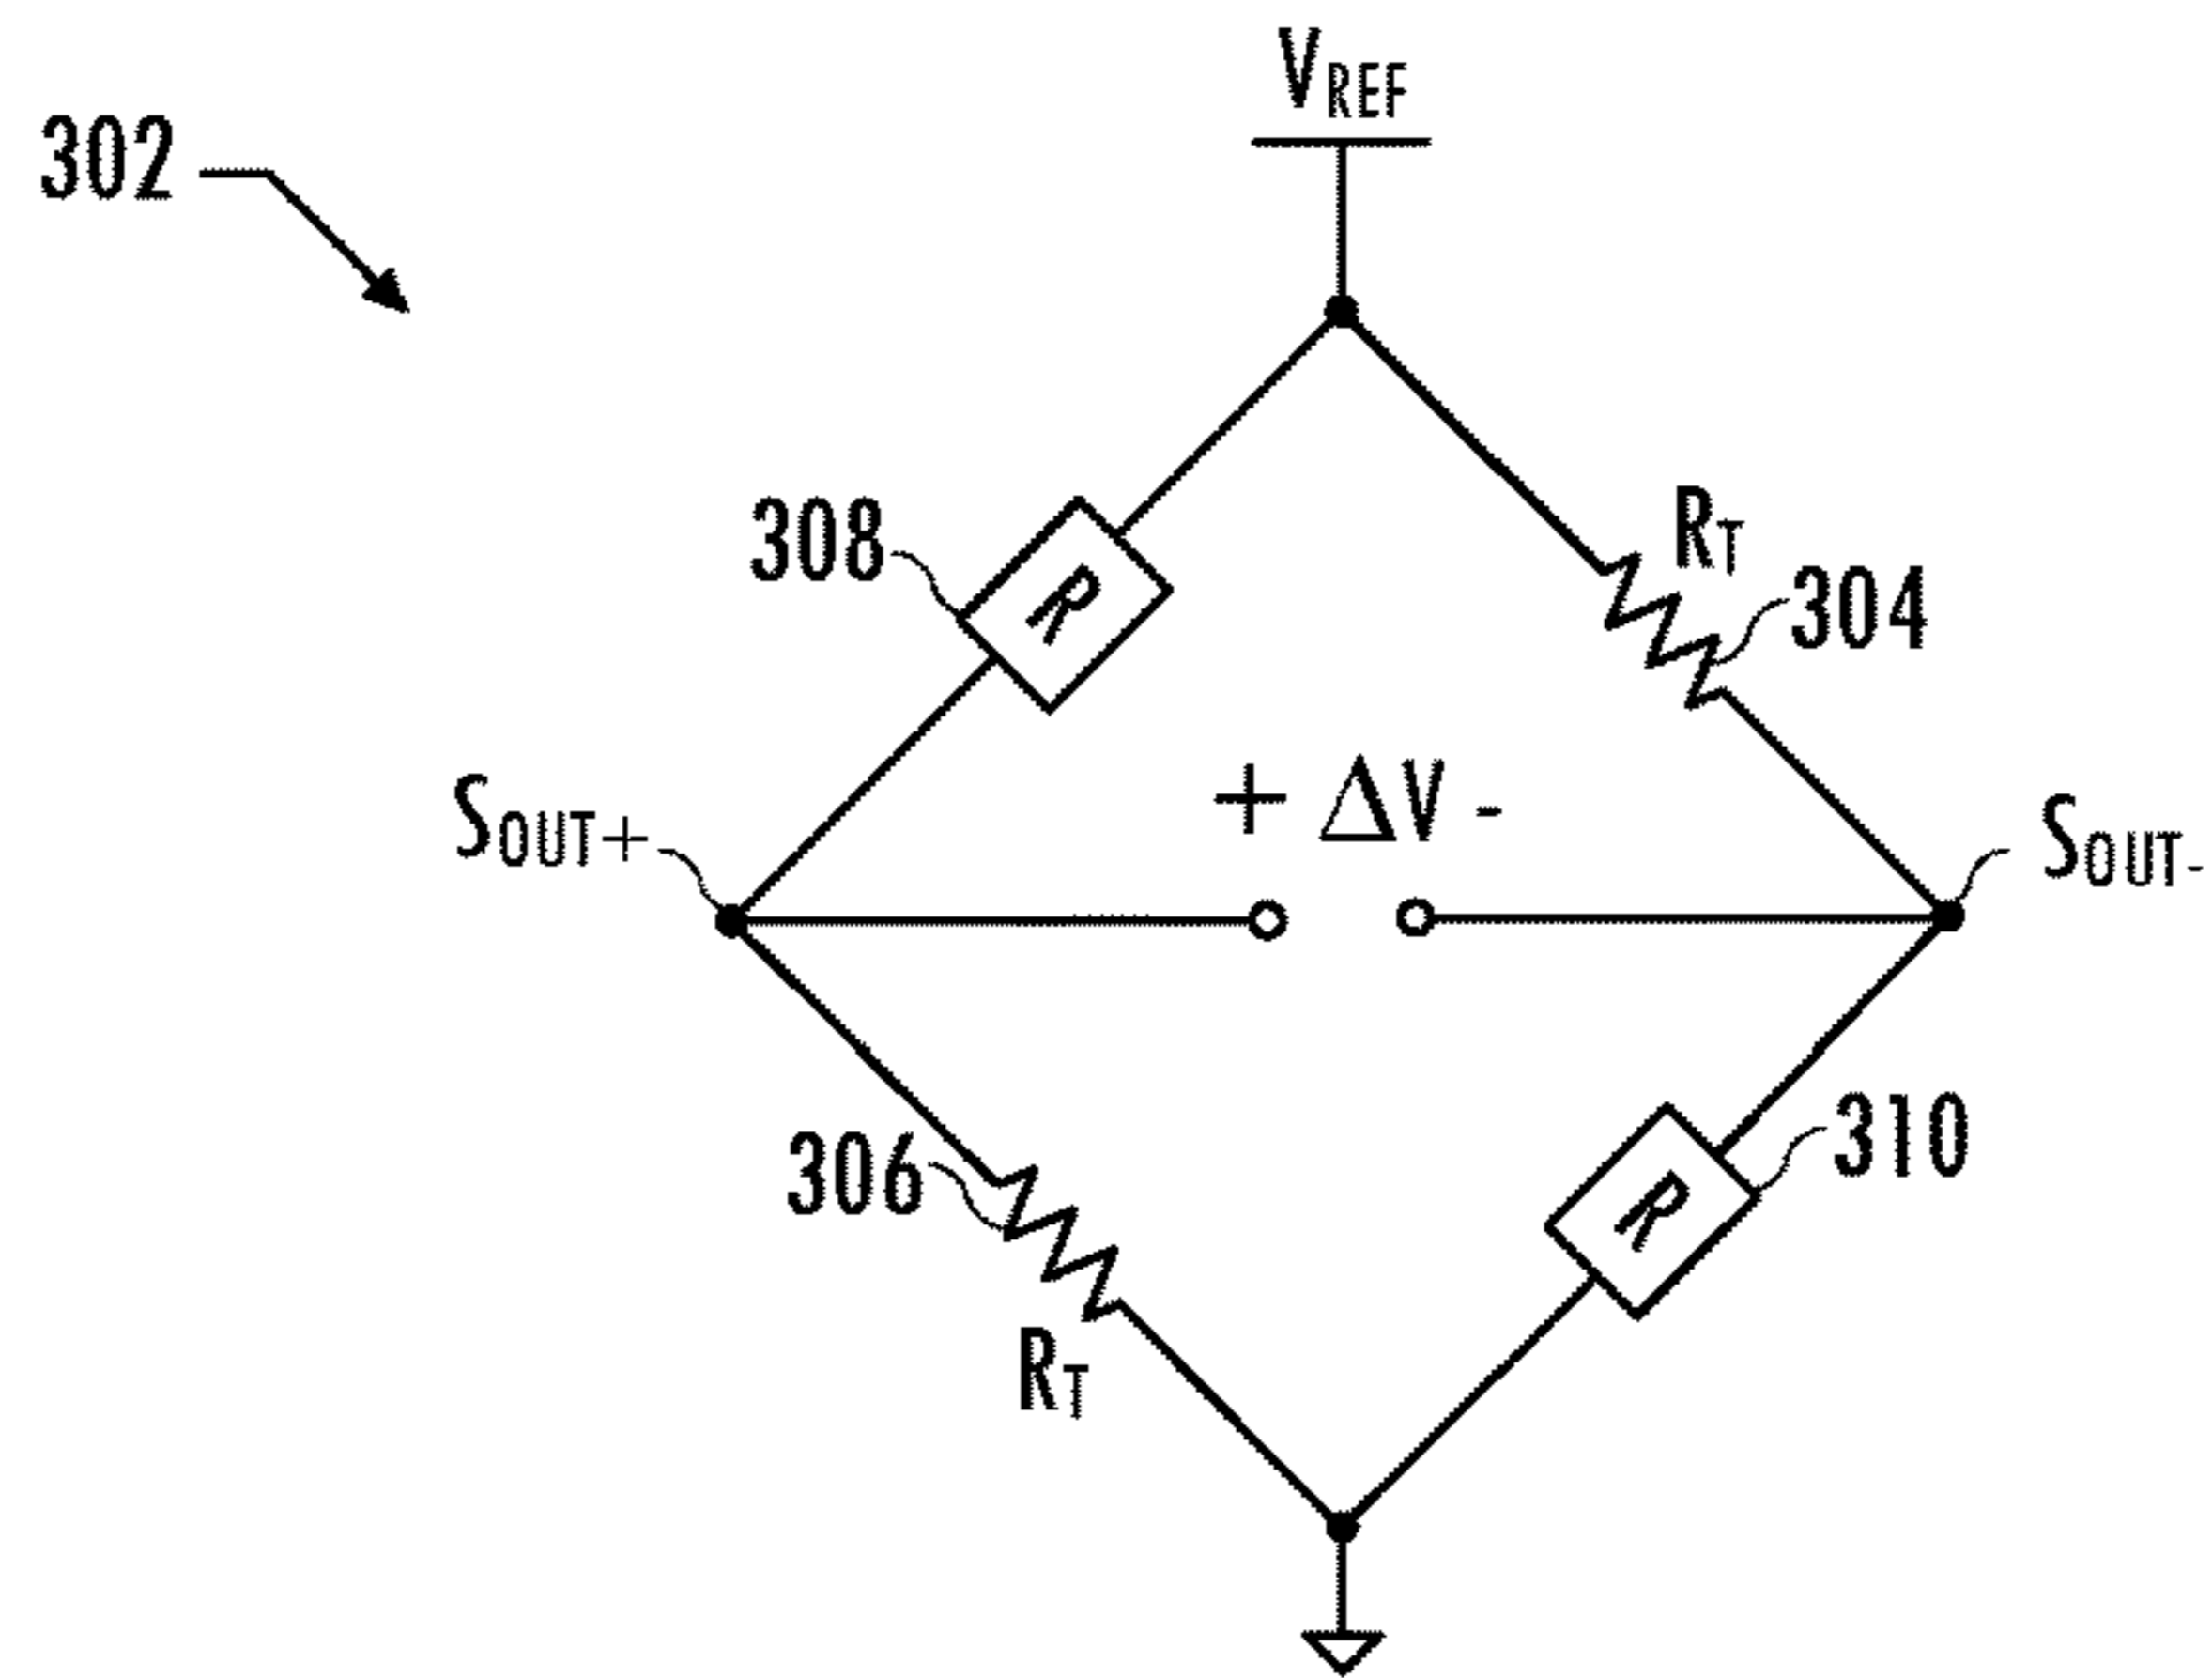 VREF
302
308
R
RT
304
+ ΔV -
SOUT+
SOUT-
306
RT
R
310